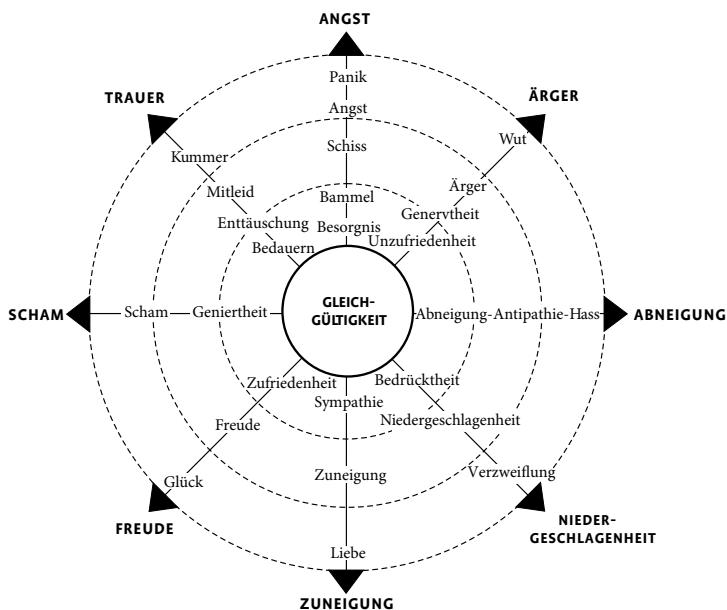 ANGST
Panik
TRAUER
ÄRGER
Angst
Wut
Schiss
Kummer
Ärger
Mitleid
Bammel
Enttäuschung
Genervtheit
Besorgnis
Bedauern
Unzufriedenheit
SCHAM
Scham
Geniertheit
GLEICH-
GÜLTIGKEIT
Abneigung-Antipathie-Hass
ABNEIGUNG
Zufriedenheit
Bedrücktheit
Sympathie
Freude
Niedergeschlagenheit
Glück
Zuneigung
Verzweiflung
FREUDE
NIEDER-
GESCHLAGENHEIT
Liebe
ZUNEIGUNG